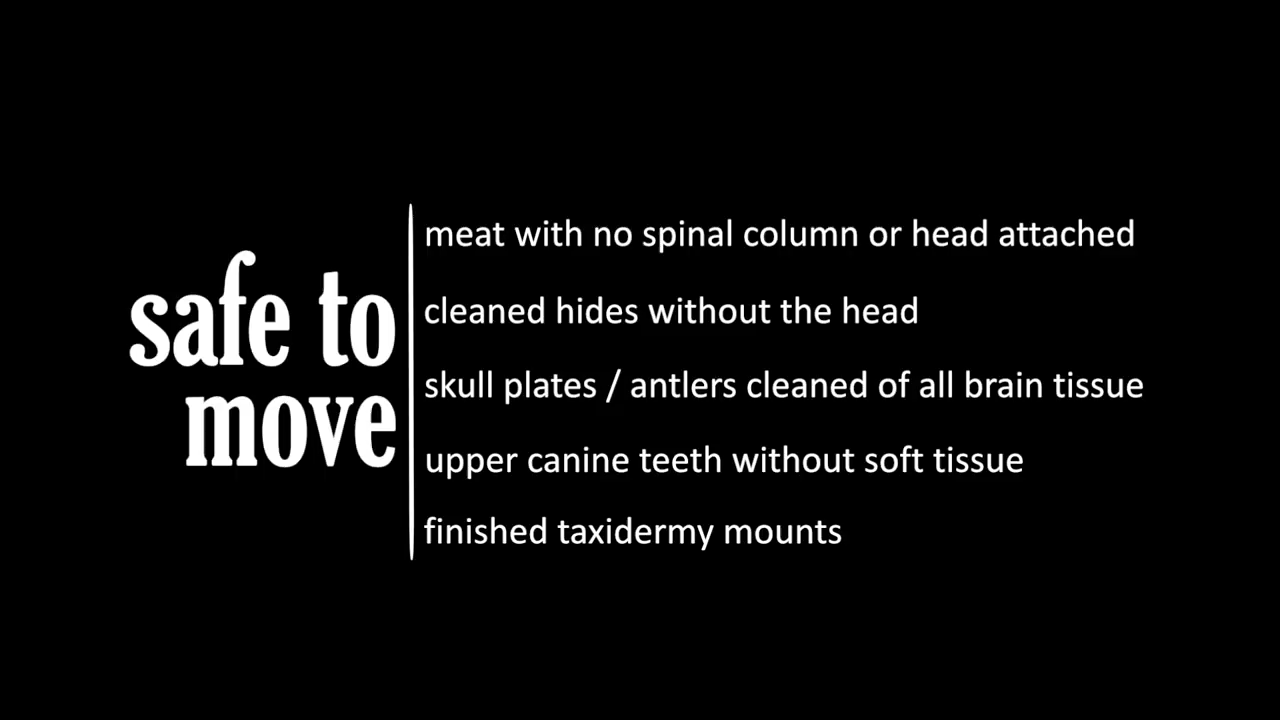 safe to
move
meat with no spinal column or head attached
cleaned hides without the head
skull plates / antlers cleaned of all brain tissue
upper canine teeth without soft tissue
finished taxidermy mounts